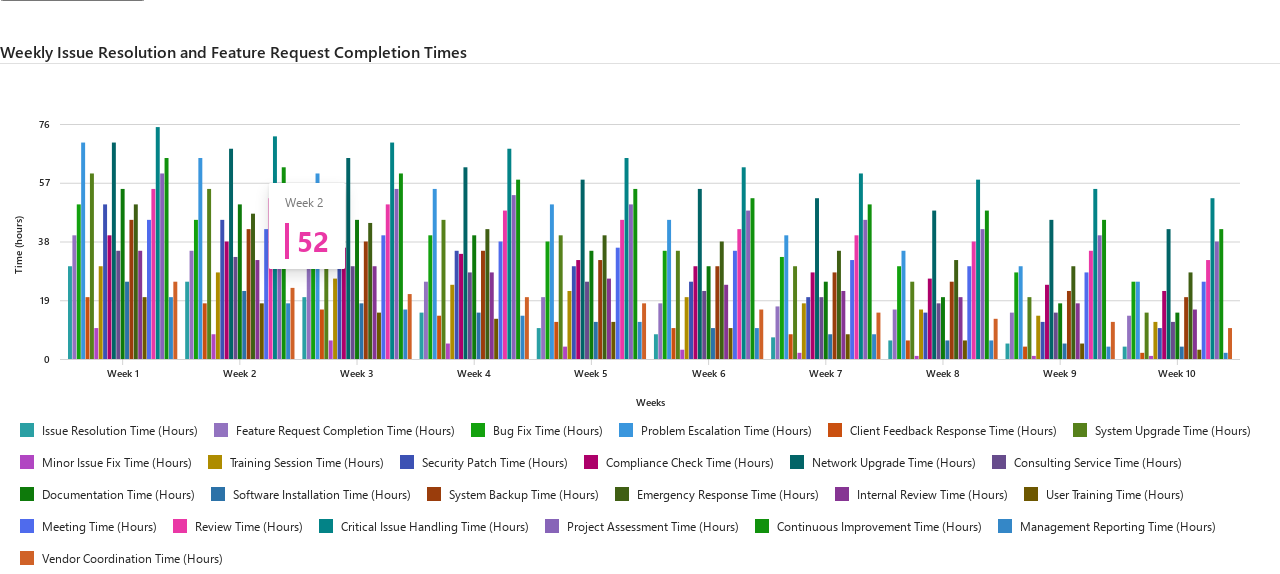 Weekly Issue Resolution and Feature Request Completion Times
76
57
38
19
0
Time (hours)
Week 2
52
Week 1 Week 2 Week 3 Week 4 Week 5 Week 6 Week 7 Week 8 Week 9 Week 10
Weeks
Issue Resolution Time (Hours) Feature Request Completion Time (Hours) Bug Fix Time (Hours) Problem Escalation Time (Hours) Client Feedback Response Time (Hours) System Upgrade Time (Hours)
Minor Issue Fix Time (Hours) Training Session Time (Hours) Security Patch Time (Hours) Compliance Check Time (Hours) Network Upgrade Time (Hours) Consulting Service Time (Hours)
Documentation Time (Hours) Software Installation Time (Hours) System Backup Time (Hours) Emergency Response Time (Hours) Internal Review Time (Hours) User Training Time (Hours)
Meeting Time (Hours) Review Time (Hours) Critical Issue Handling Time (Hours) Project Assessment Time (Hours) Continuous Improvement Time (Hours) Management Reporting Time (Hours)
Vendor Coordination Time (Hours)